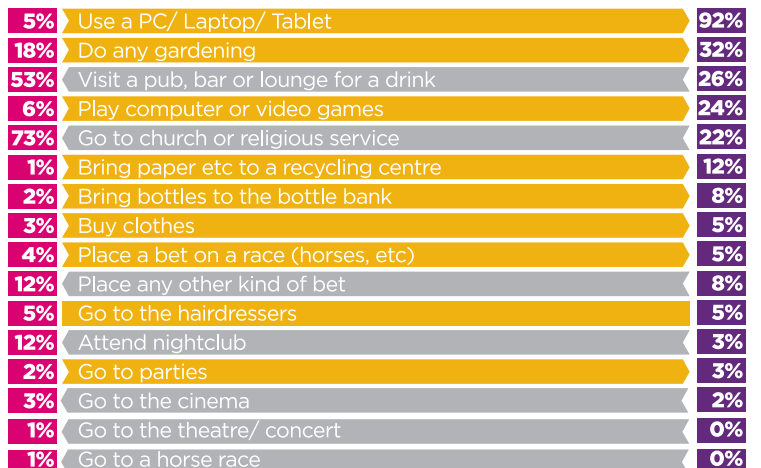 5% Use a PC/ Laptop/ Tablet 92%
18% Do any gardening 32%
53% Visit a pub, bar or lounge for a drink 26%
6% Play computer or video games 24%
73% Go to church or religious service 22%
1% Bring paper etc to a recycling centre 12%
2% Bring bottles to the bottle bank 8%
3% Buy clothes 5%
4% Place a bet on a race (horses, etc) 5%
12% Place any other kind of bet 8%
5% Go to the hairdressers 5%
12% Attend nightclub 3%
2% Go to parties 3%
3% Go to the cinema 2%
1% Go to the theatre/ concert 0%
1% Go to a horse race 0%